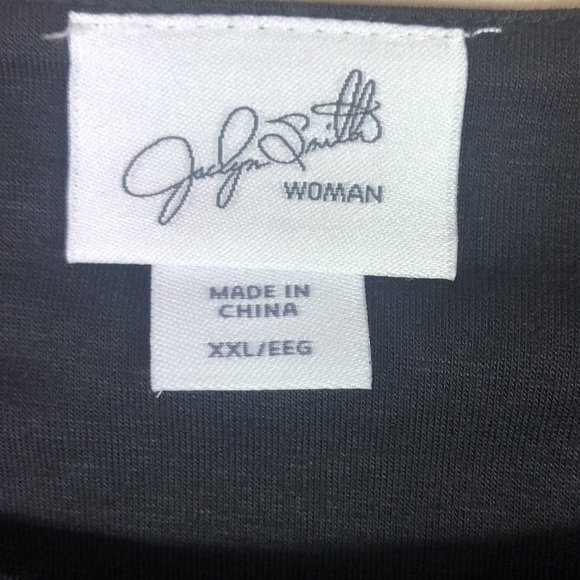 Jaclyn Smith
WOMAN
MADE IN
CHINA
XXL/EEG